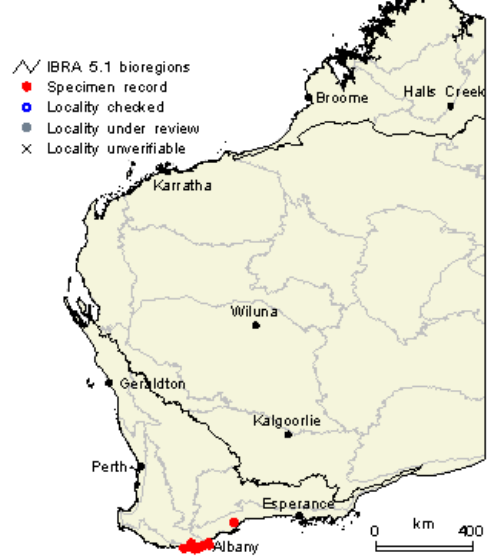 IBRA 5.1 bioregions
Specimen record
Locality checked
Locality under review
Locality unverifiable
Broome
Halls Creek
Karratha
Wiluna
Geraldton
Kalgoorlie
Perth
Esperance
Albany
0 km 400